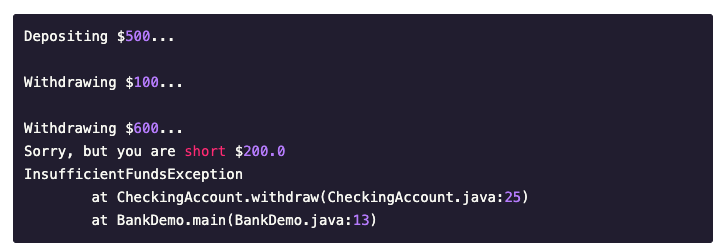 Depositing $500...
Withdrawing $100...
Withdrawing $600...
Sorry, but you are short $200.0
InsufficientFundsException
at CheckingAccount.withdraw(CheckingAccount.java:25)
at BankDemo.main(BankDemo.java:13)